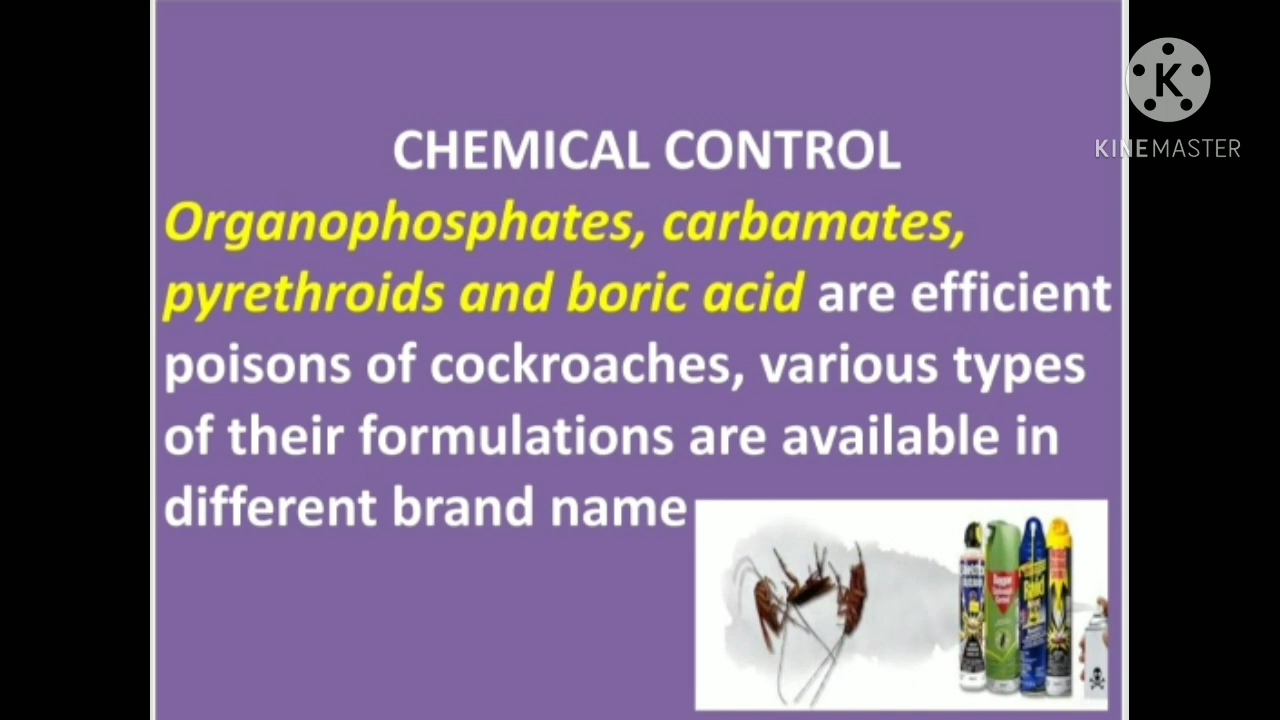 KINEMASTER
CHEMICAL CONTROL
Organophosphates, carbamates,
pyrethroids and boric acid are efficient
poisons of cockroaches, various types
of their formulations are available in
different brand name
Raid